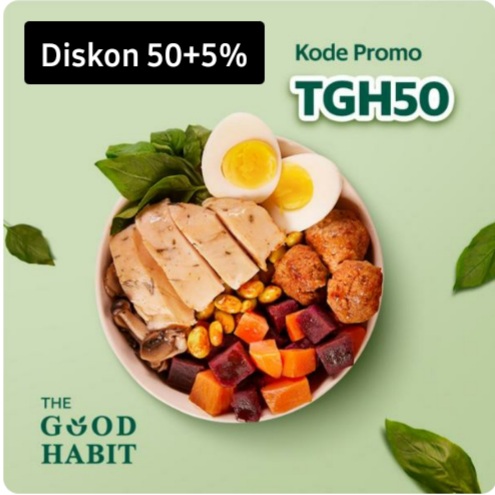 Diskon 50+5%
Kode Promo
TGH50
THE
GOOD
HABIT